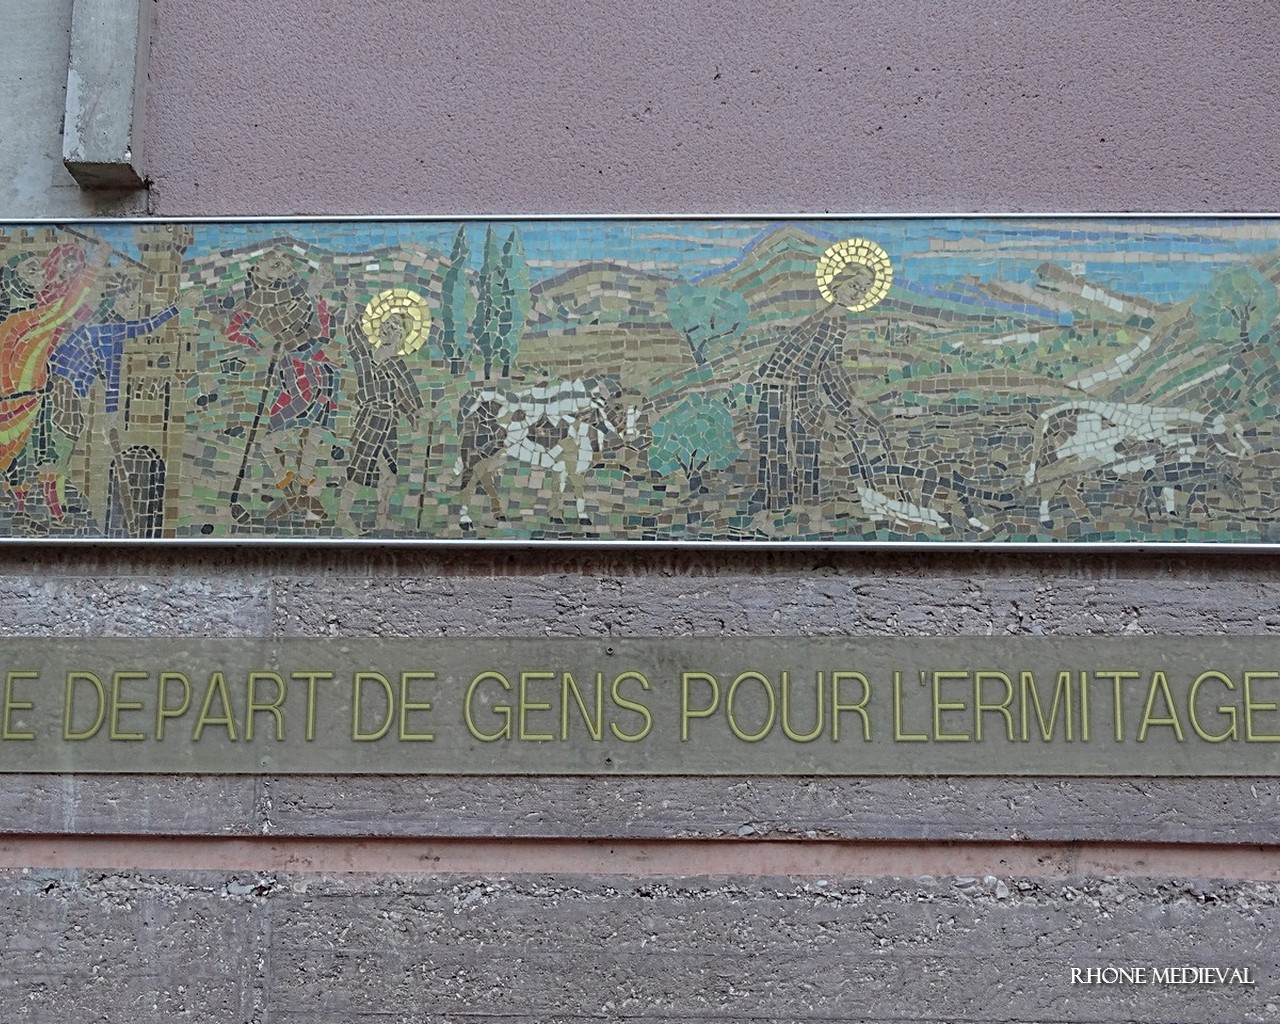 E DEPART DE GENS POUR L'ERMITAGE
RHONE MEDIEVAL